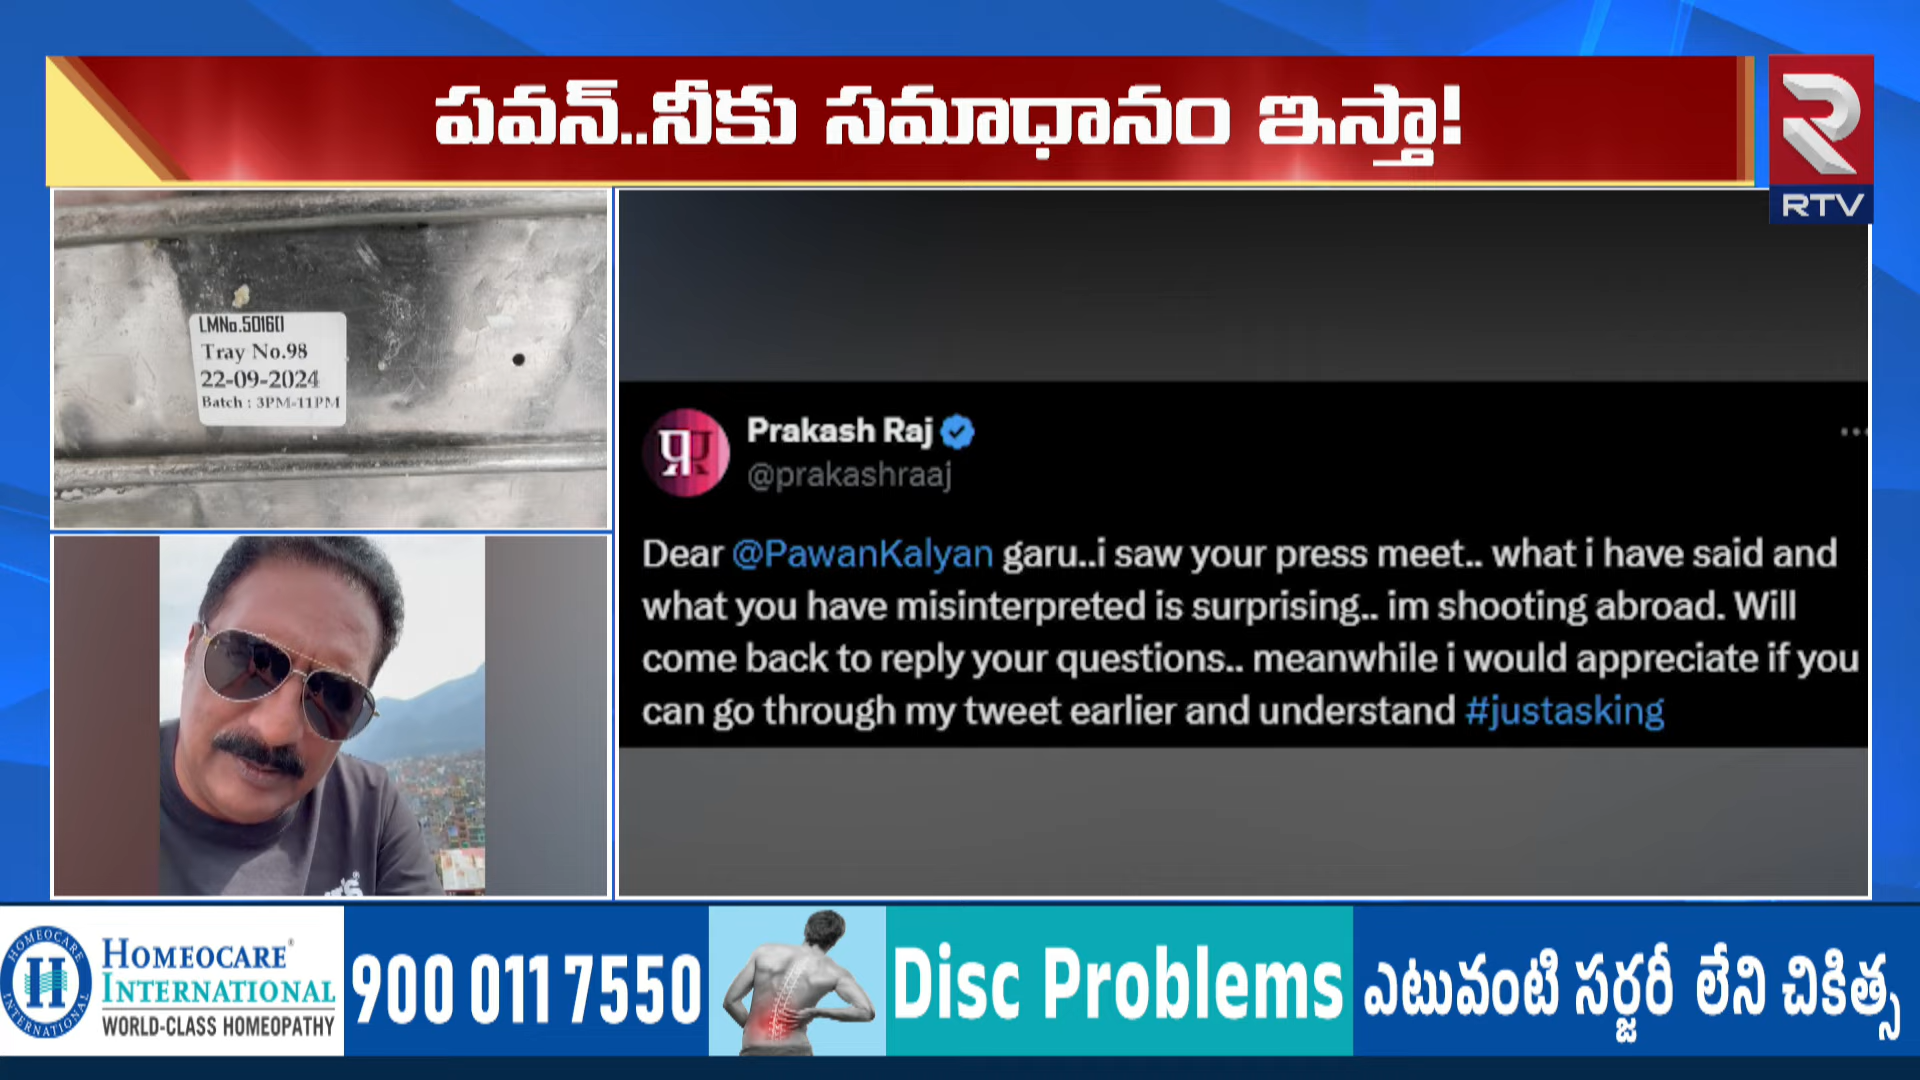 పవన్..నీకు సమాధానం ఇస్తా!
RTV
LMNo.50160
Tray No.98
22-09-2024
Batch : 3PM-11PM
Prakash Raj
@prakashraaj
Dear @PawanKalyan garu..i saw your press meet.. what i have said and
what you have misinterpreted is surprising.. im shooting abroad. Will
come back to reply your questions.. meanwhile i would appreciate if you
can go through my tweet earlier and understand #justasking
HOMEOCARE INTERNATIONAL
HOMEOCARE®
INTERNATIONAL
WORLD-CLASS HOMEOPATHY
900 011 7550
Disc Problems
ఎటువంటి సర్జరీ లేని చికిత్స